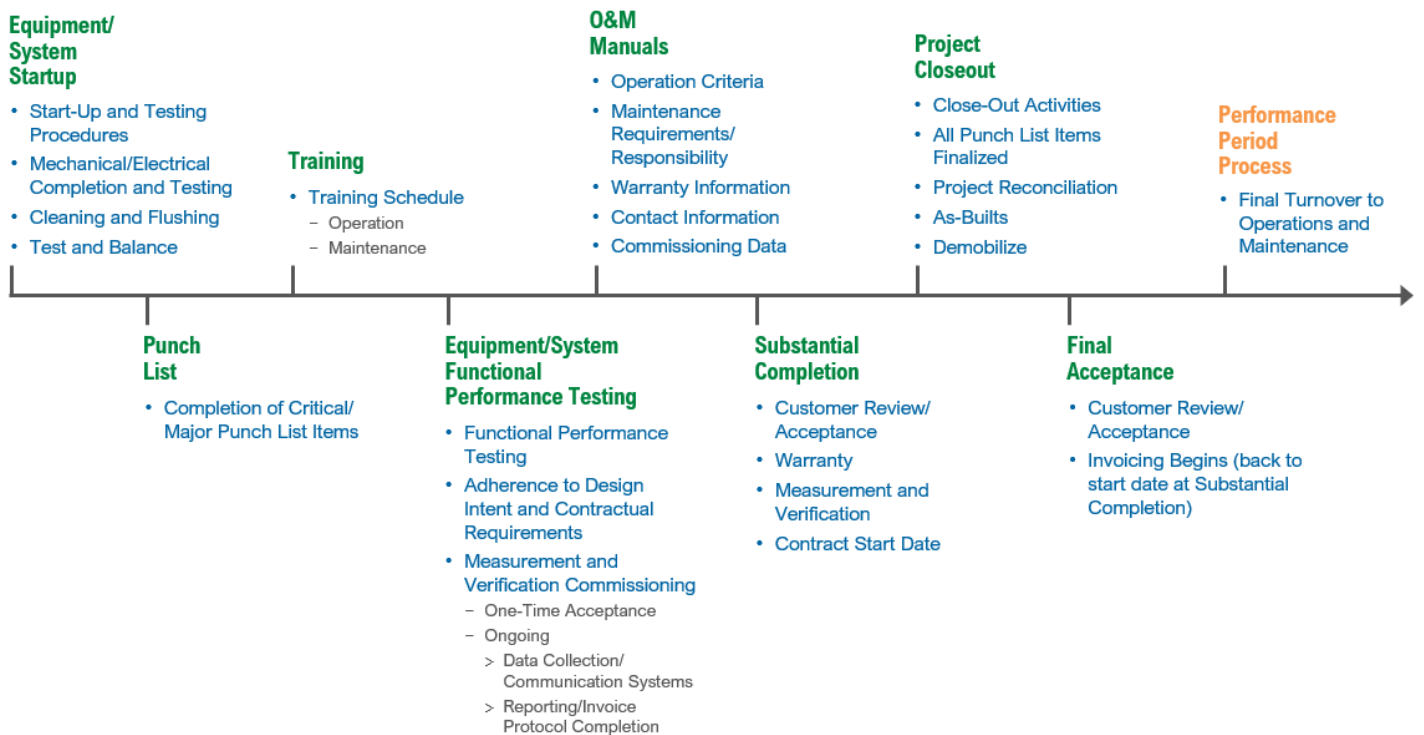 Equipment/
System
Startup
• Start-Up and Testing
Procedures
• Mechanical/Electrical
Completion and Testing
• Cleaning and Flushing
• Test and Balance
Punch
List
• Completion of Critical/
Major Punch List Items
Training
• Training Schedule
– Operation
– Maintenance
Equipment/System
Functional
Performance Testing
• Functional Performance
Testing
• Adherence to Design
Intent and Contractual
Requirements
• Measurement and
Verification Commissioning
– One-Time Acceptance
– Ongoing
> Data Collection/
Communication Systems
> Reporting/Invoice
Protocol Completion
O&M
Manuals
• Operation Criteria
• Maintenance
Requirements/
Responsibility
• Warranty Information
• Contact Information
• Commissioning Data
Substantial
Completion
• Customer Review/
Acceptance
• Warranty
• Measurement and
Verification
• Contract Start Date
Project
Closeout
• Close-Out Activities
• All Punch List Items
Finalized
• Project Reconciliation
• As-Builts
• Demobilize
Final
Acceptance
• Customer Review/
Acceptance
• Invoicing Begins (back to
start date at Substantial
Completion)
Performance
Period
Process
• Final Turnover to
Operations and
Maintenance